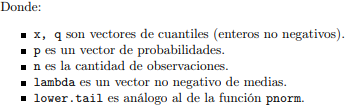 Donde:
▪ x, q son vectores de cuantiles (enteros no negativos).
▪ p es un vector de probabilidades.
▪ n es la cantidad de observaciones.
▪ lambda es un vector no negativo de medias.
▪ lower.tail es análogo al de la función pnorm.